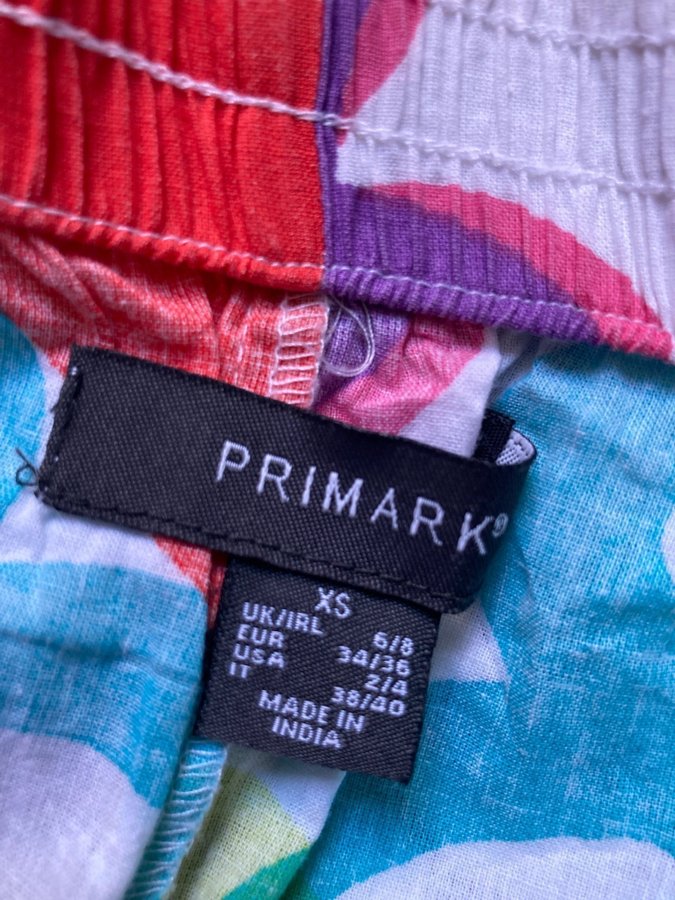 PRIMARK®
XS
UK/IRL 6/8
EUR 34/36
USA 2/4
IT 38/40
MADE IN
INDIA